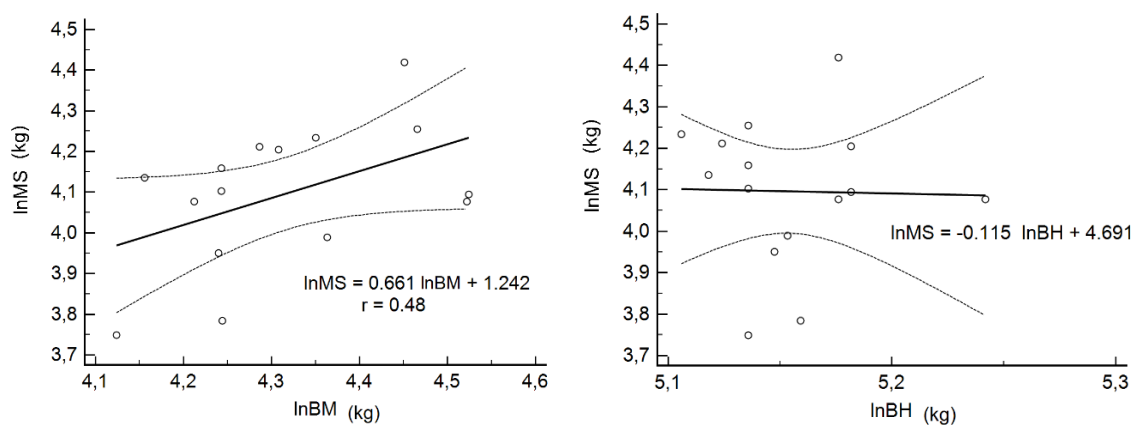 4,5
4,4
4,3
4,2
4,1
4,0
3,9
3,8
3,7
lnMS (kg)
lnMS = 0.661 lnBM + 1.242
r = 0.48
4,1 4,2 4,3 4,4 4,5 4,6
lnBM (kg)
4,5
4,4
4,3
4,2
4,1
4,0
3,9
3,8
3,7
lnMS (kg)
lnMS = -0.115 lnBH + 4.691
5,1 5,2 5,3
lnBH (kg)